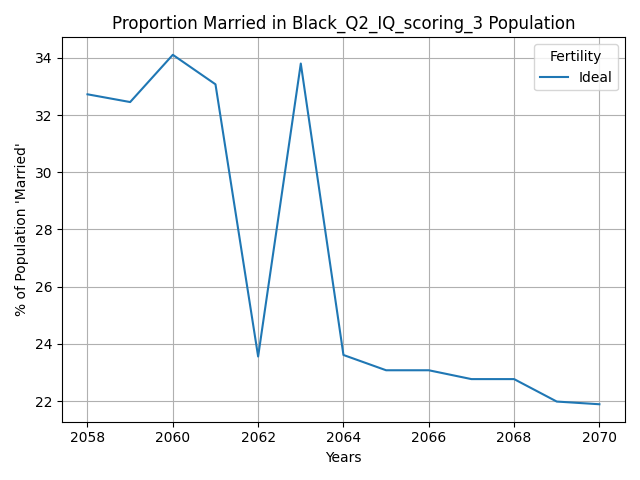 Proportion Married in Black_Q2_IQ_scoring_3 Population
Fertility
Ideal
% of Population 'Married'
34
32
30
28
26
24
22
2058
2060
2062
2064
2066
2068
2070
Years